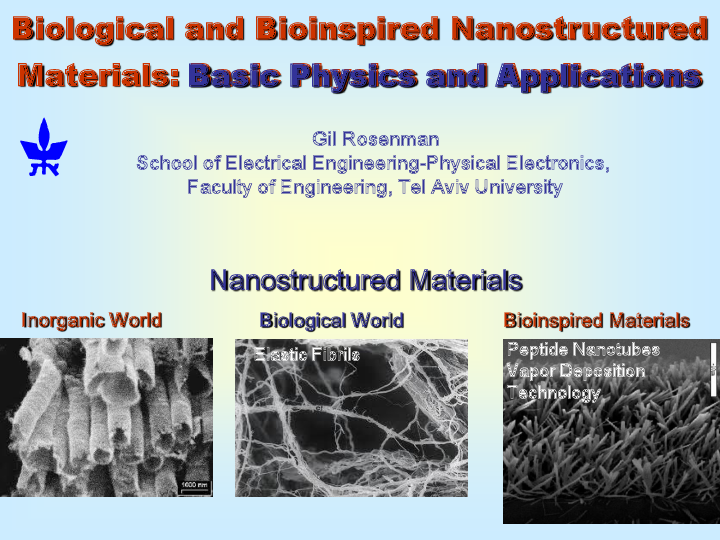 Biological and Bioinspired Nanostructured
Materials: Basic Physics and Applications
Gil Rosenman
School of Electrical Engineering-Physical Electronics,
Faculty of Engineering, Tel Aviv University
Nanostructured Materials
Inorganic World
Biological World
Bioinspired Materials
Elastic Fibrils
Peptide Nanotubes
Vapor Deposition
Technology
1600 nm